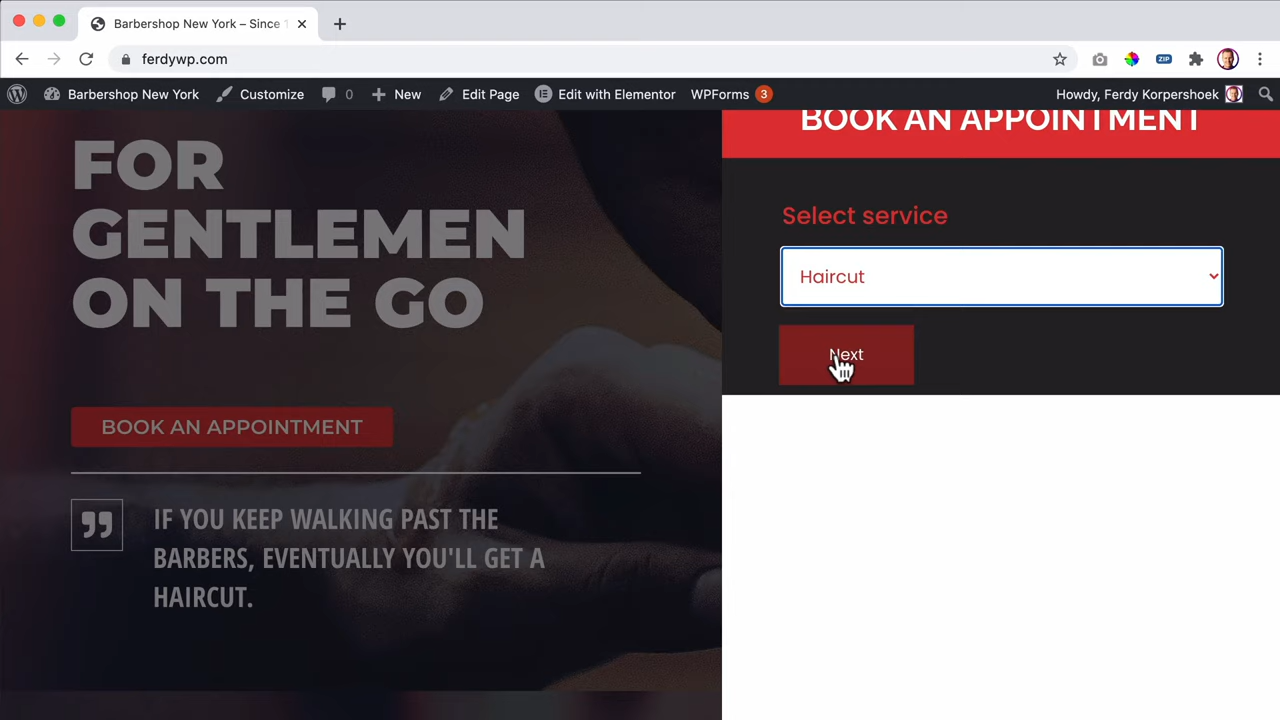 Barbershop New York – Since 1
ferdywp.com
ZIP
Barbershop New York
Customize
0
New
Edit Page
Edit with Elementor
WPForms 3
Howdy, Ferdy Korpershoek
FOR
GENTLEMEN
ON THE GO
BOOK AN APPOINTMENT
IF YOU KEEP WALKING PAST THE
BARBERS, EVENTUALLY YOU'LL GET A
HAIRCUT.
BOOK AN APPOINTMENT
Select service
Haircut
Next